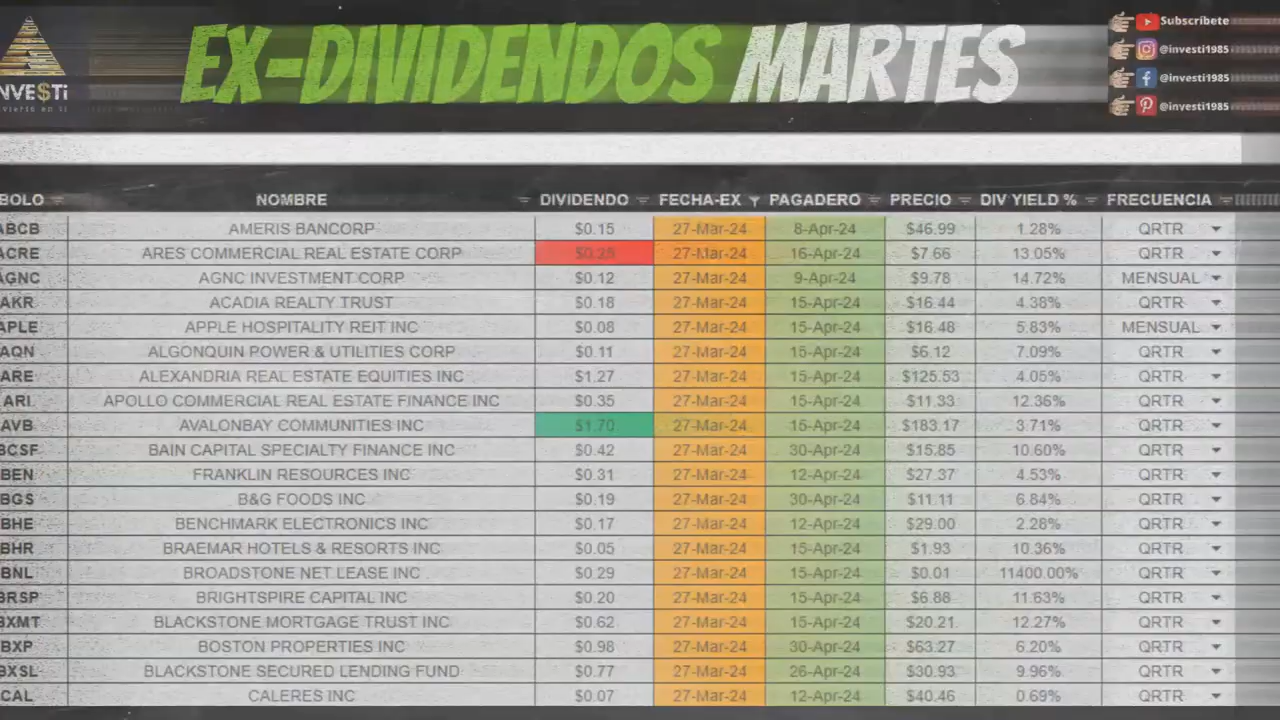 EX-DIVIDENDOS MARTES
INVE$Ti
Suscríbete
@investi1985
@investi1985
@investi1985
BOLO NOMBRE DIVIDENDO FECHA-EX PAGADERO PRECIO DIV YIELD % FRECUENCIA
ABCB AMERIS BANCORP $0.15 27-Mar-24 8-Apr-24 $46.99 1.28% QRTR
ACRE ARES COMMERCIAL REAL ESTATE CORP $0.25 27-Mar-24 16-Apr-24 $7.66 13.05% QRTR
AGNC AGNC INVESTMENT CORP $0.12 27-Mar-24 9-Apr-24 $9.78 14.72% MENSUAL
AKR ACADIA REALTY TRUST $0.18 27-Mar-24 15-Apr-24 $16.44 4.38% QRTR
APLE APPLE HOSPITALITY REIT INC $0.08 27-Mar-24 15-Apr-24 $16.48 5.83% MENSUAL
AQN ALGONQUIN POWER & UTILITIES CORP $0.11 27-Mar-24 15-Apr-24 $6.12 7.09% QRTR
ARE ALEXANDRIA REAL ESTATE EQUITIES INC $1.27 27-Mar-24 15-Apr-24 $125.53 4.05% QRTR
ARI APOLLO COMMERCIAL REAL ESTATE FINANCE INC $0.35 27-Mar-24 15-Apr-24 $11.33 12.36% QRTR
AVB AVALONBAY COMMUNITIES INC $1.70 27-Mar-24 15-Apr-24 $183.17 3.71% QRTR
BCSF BAIN CAPITAL SPECIALTY FINANCE INC $0.42 27-Mar-24 30-Apr-24 $15.85 10.60% QRTR
BEN FRANKLIN RESOURCES INC $0.31 27-Mar-24 12-Apr-24 $27.37 4.53% QRTR
BGS B&G FOODS INC $0.19 27-Mar-24 30-Apr-24 $11.11 6.84% QRTR
BHE BENCHMARK ELECTRONICS INC $0.17 27-Mar-24 12-Apr-24 $29.00 2.28% QRTR
BHR BRAEMAR HOTELS & RESORTS INC $0.05 27-Mar-24 15-Apr-24 $1.93 10.36% QRTR
BNL BROADSTONE NET LEASE INC $0.29 27-Mar-24 15-Apr-24 $0.01 11400.00% QRTR
BRSP BRIGHTSPIRE CAPITAL INC $0.20 27-Mar-24 15-Apr-24 $6.88 11.63% QRTR
BXMT BLACKSTONE MORTGAGE TRUST INC $0.62 27-Mar-24 15-Apr-24 $20.21 12.27% QRTR
BXP BOSTON PROPERTIES INC $0.98 27-Mar-24 30-Apr-24 $63.27 6.20% QRTR
BXSL BLACKSTONE SECURED LENDING FUND $0.77 27-Mar-24 26-Apr-24 $30.93 9.96% QRTR
CAL CALERES INC $0.07 27-Mar-24 12-Apr-24 $40.46 0.69% QRTR